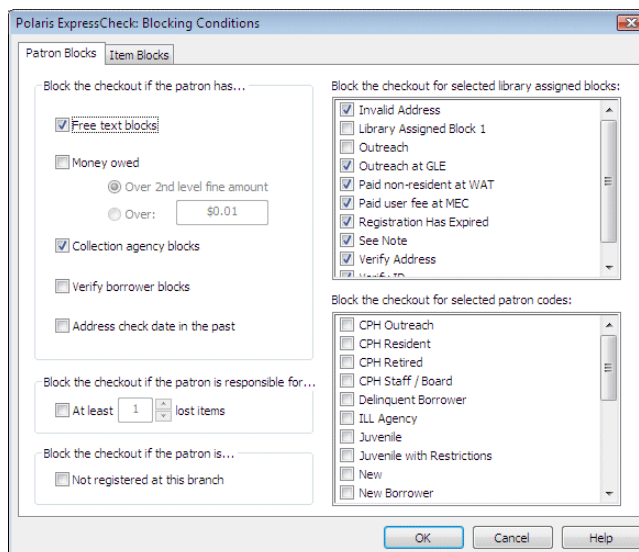 Polaris ExpressCheck: Blocking Conditions
Patron Blocks
Item Blocks
Block the checkout if the patron has...
Free text blocks
Money owed
Over 2nd level fine amount
Over:
$0.01
Collection agency blocks
Verify borrower blocks
Address check date in the past
Block the checkout if the patron is responsible for...
At least 1 lost items
Block the checkout if the patron is...
Not registered at this branch
Block the checkout for selected library assigned blocks:
Invalid Address
Library Assigned Block 1
Outreach
Outreach at GLE
Paid non-resident at WAT
Paid user fee at MEC
Registration Has Expired
See Note
Verify Address
Verify ID
Block the checkout for selected patron codes:
CPH Outreach
CPH Resident
CPH Retired
CPH Staff / Board
Delinquent Borrower
ILL Agency
Juvenile
Juvenile with Restrictions
New
New Borrower
OK
Cancel
Help